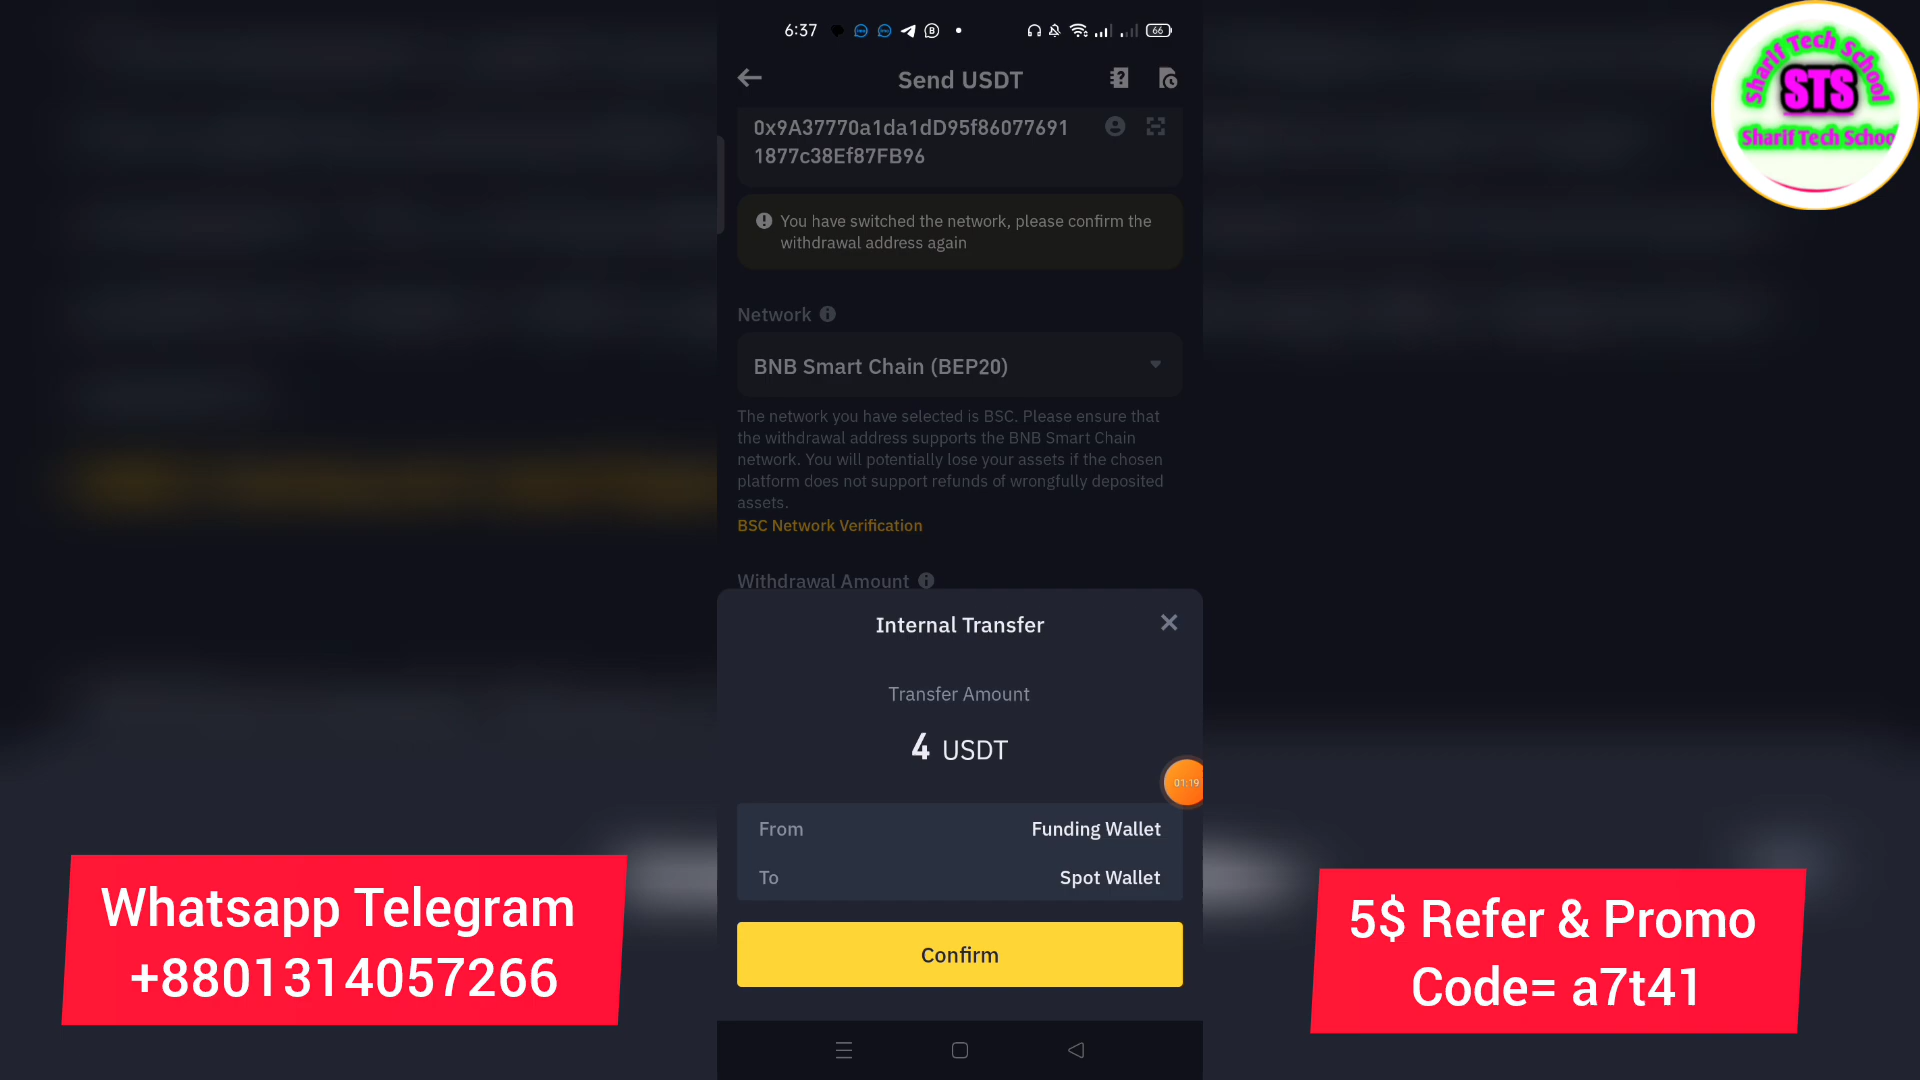 6:37
66
Send USDT
0x9A37770a1da1dD95f86077691
1877c38Ef87FB96
You have switched the network, please confirm the
withdrawal address again
Network
BNB Smart Chain (BEP20)
The network you have selected is BSC. Please ensure that
the withdrawal address supports the BNB Smart Chain
network. You will potentially lose your assets if the chosen
platform does not support refunds of wrongfully deposited
assets.
BSC Network Verification
Withdrawal Amount
Internal Transfer
Transfer Amount
4 USDT
01:19
From Funding Wallet
To Spot Wallet
Confirm
Sharif Tech School
STS
Sharif Tech Schoo
Whatsapp Telegram
+8801314057266
5$ Refer & Promo
Code= a7t41